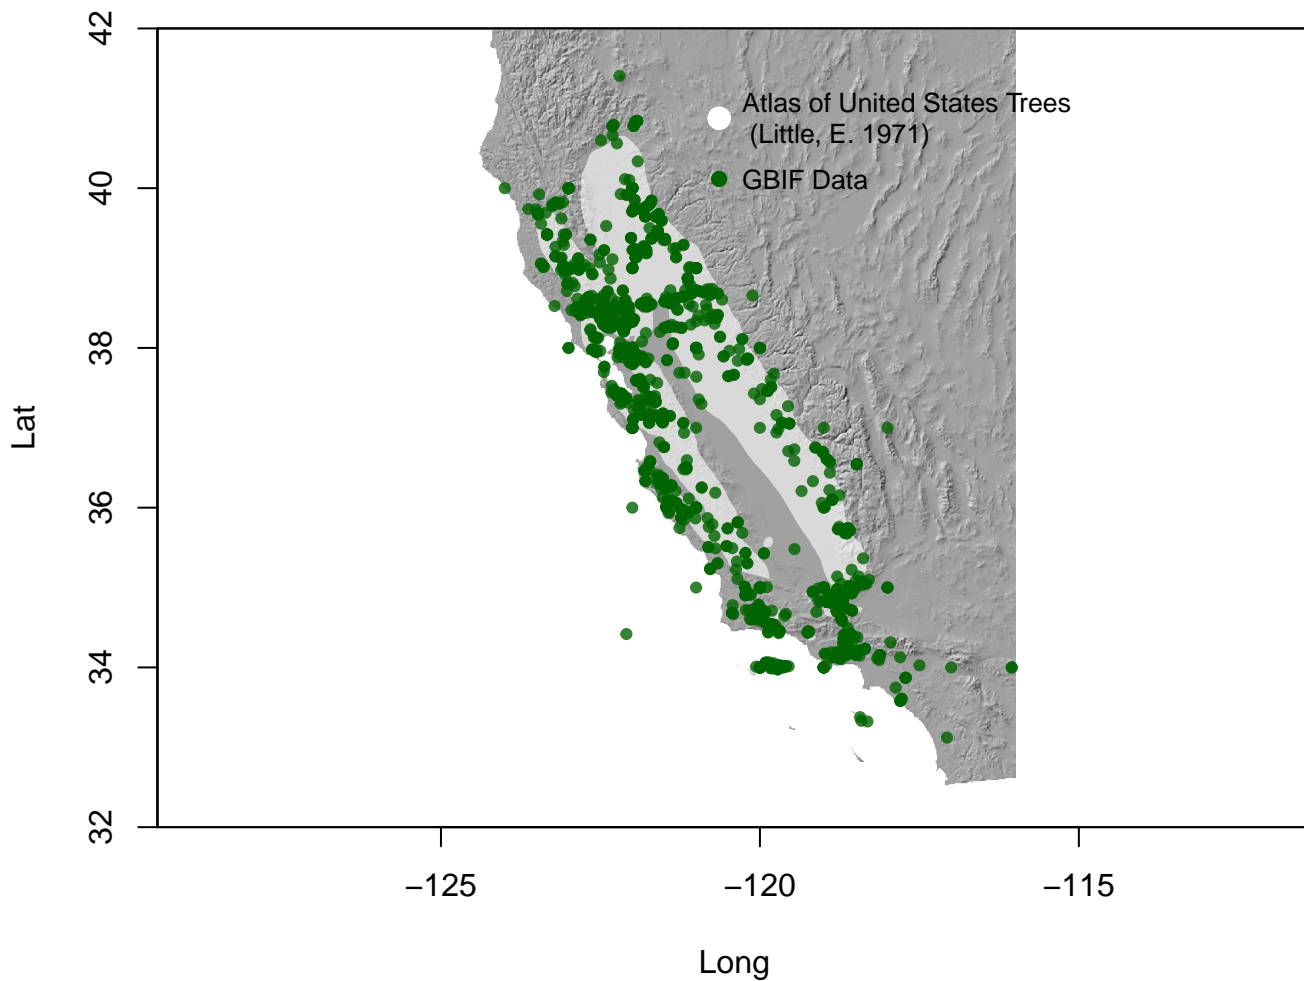 42
40
38
36
34
32
Lat
Atlas of United States Trees
(Little, E. 1971)
GBIF Data
−125
−120
−115
Long